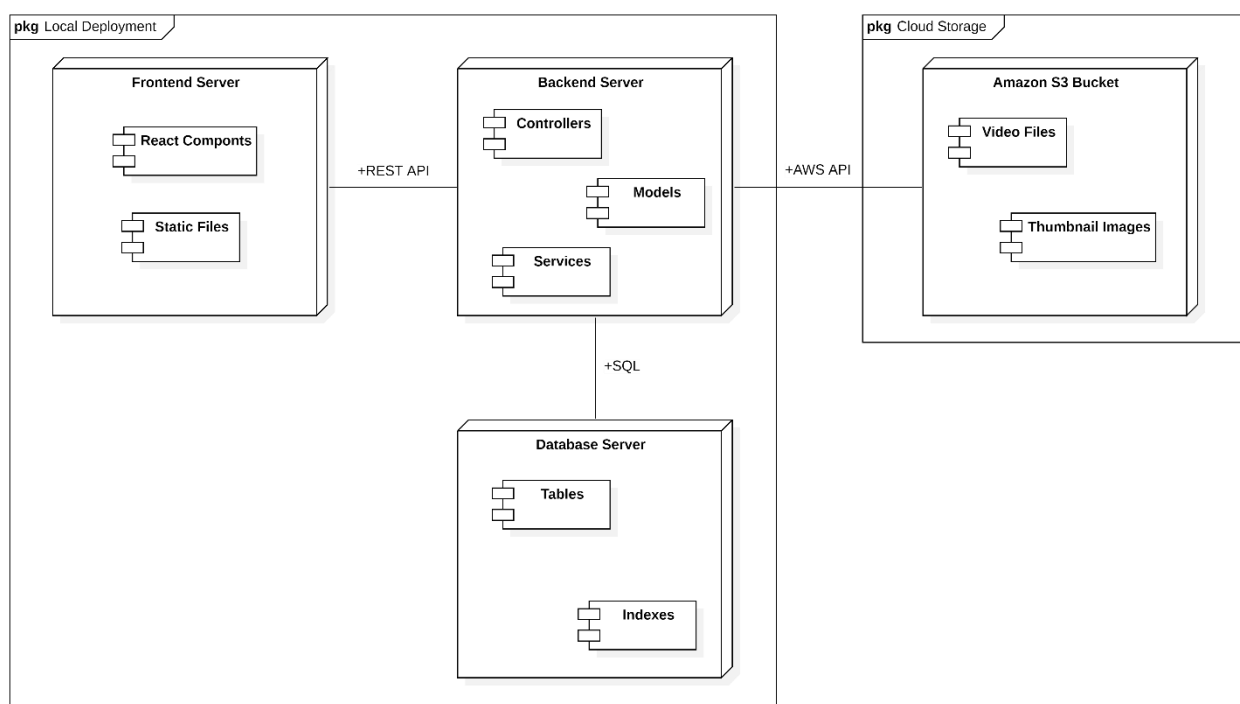 pkg Local Deployment
pkg Cloud Storage
Frontend Server
React Componts
Static Files
+REST API
Backend Server
Controllers
Models
Services
+AWS API
Amazon S3 Bucket
Video Files
Thumbnail Images
+SQL
Database Server
Tables
Indexes